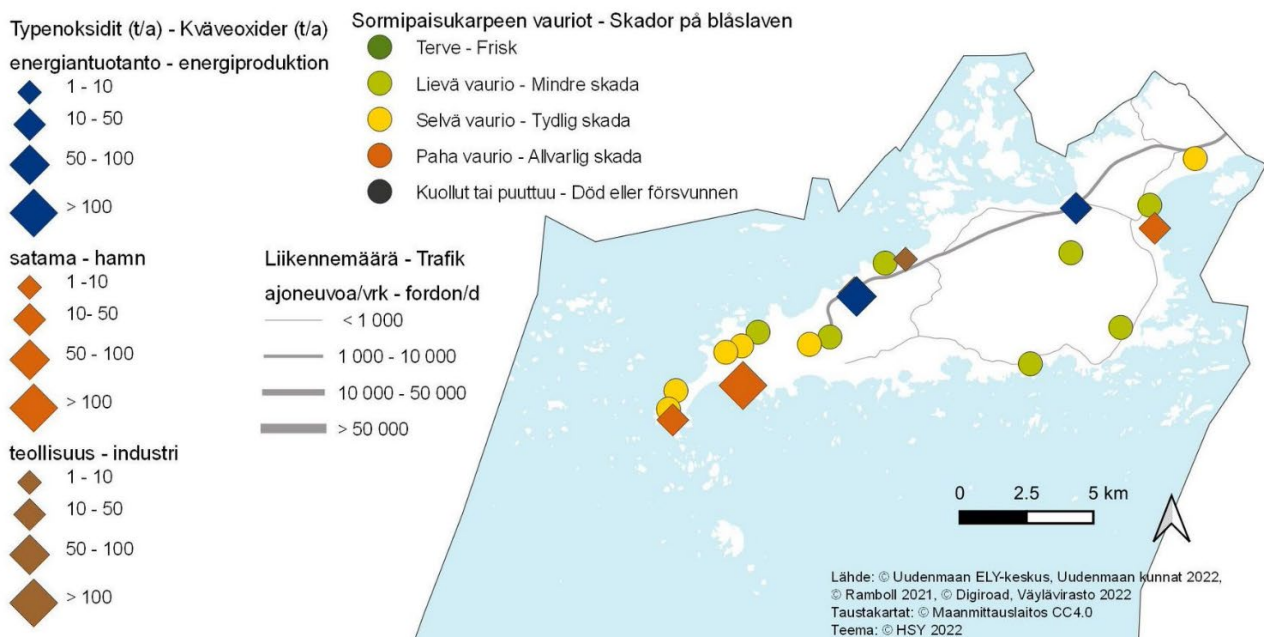 Typenoksidit (t/a) - Kväveoxider (t/a)
energiantuotanto - energiproduktion
1 - 10
10 - 50
50 - 100
> 100
satama - hamn
1 -10
10- 50
50 - 100
> 100
teollisuus - industri
1 - 10
10 - 50
50 - 100
> 100
Sormipaisukarpeen vauriot - Skador på blåslaven
Terve - Frisk
Lievä vaurio - Mindre skada
Selvä vaurio - Tydlig skada
Paha vaurio - Allvarlig skada
Kuollut tai puuttuu - Död eller försvunnen
Liikennemäärä - Trafik
ajoneuvoa/vrk - fordon/d
< 1 000
1 000 - 10 000
10 000 - 50 000
> 50 000
0 2.5 5 km
Lähde: © Uudenmaan ELY-keskus, Uudenmaan kunnat 2022,
© Ramboll 2021, © Digiroad, Väylävirasto 2022
Taustakartat: © Maanmittauslaitos CC4.0
Teema: © HSY 2022